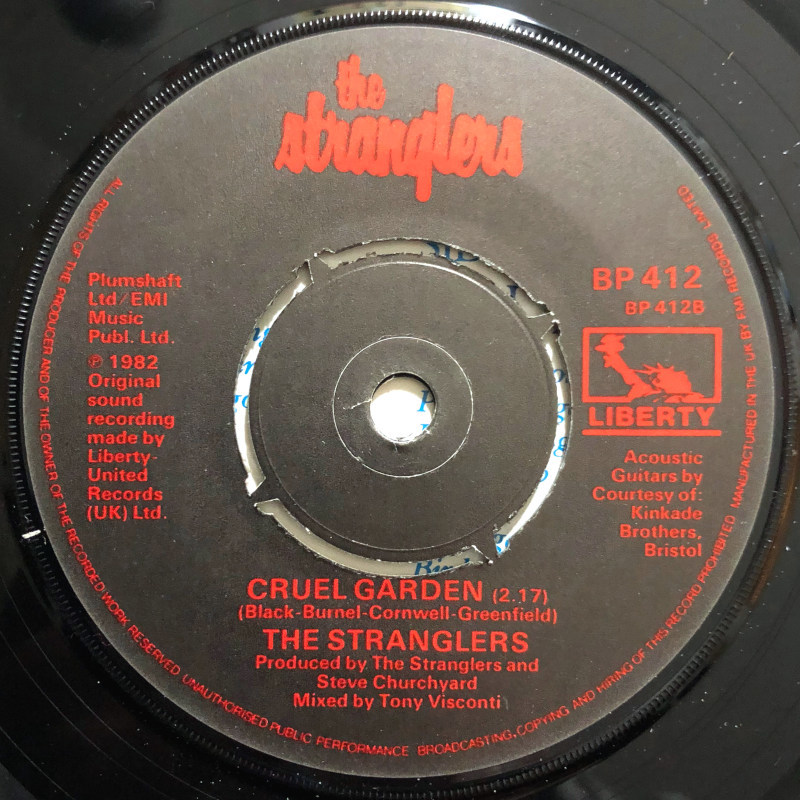 the
stranglers
Plumshaft
Ltd/EMI
Music
Publ. Ltd.
℗ 1982
Original
sound
recording
made by
Liberty-
United
Records
(UK) Ltd.
BP 412
BP 412B
LIBERTY
Acoustic
Guitars by
Courtesy of:
Kinkade
Brothers,
Bristol
CRUEL GARDEN (2.17)
(Black-Burnel-Cornwell-Greenfield)
THE STRANGLERS
Produced by The Stranglers and
Steve Churchyard
Mixed by Tony Visconti
ALL RIGHTS OF THE PRODUCER AND OF THE OWNER OF THE RECORDED WORK RESERVED. UNAUTHORISED PUBLIC PERFORMANCE BROADCASTING, COPYING AND HIRING OF THIS RECORD PROHIBITED MANUFACTURED IN THE UK BY EMI RECORDS LIMITED